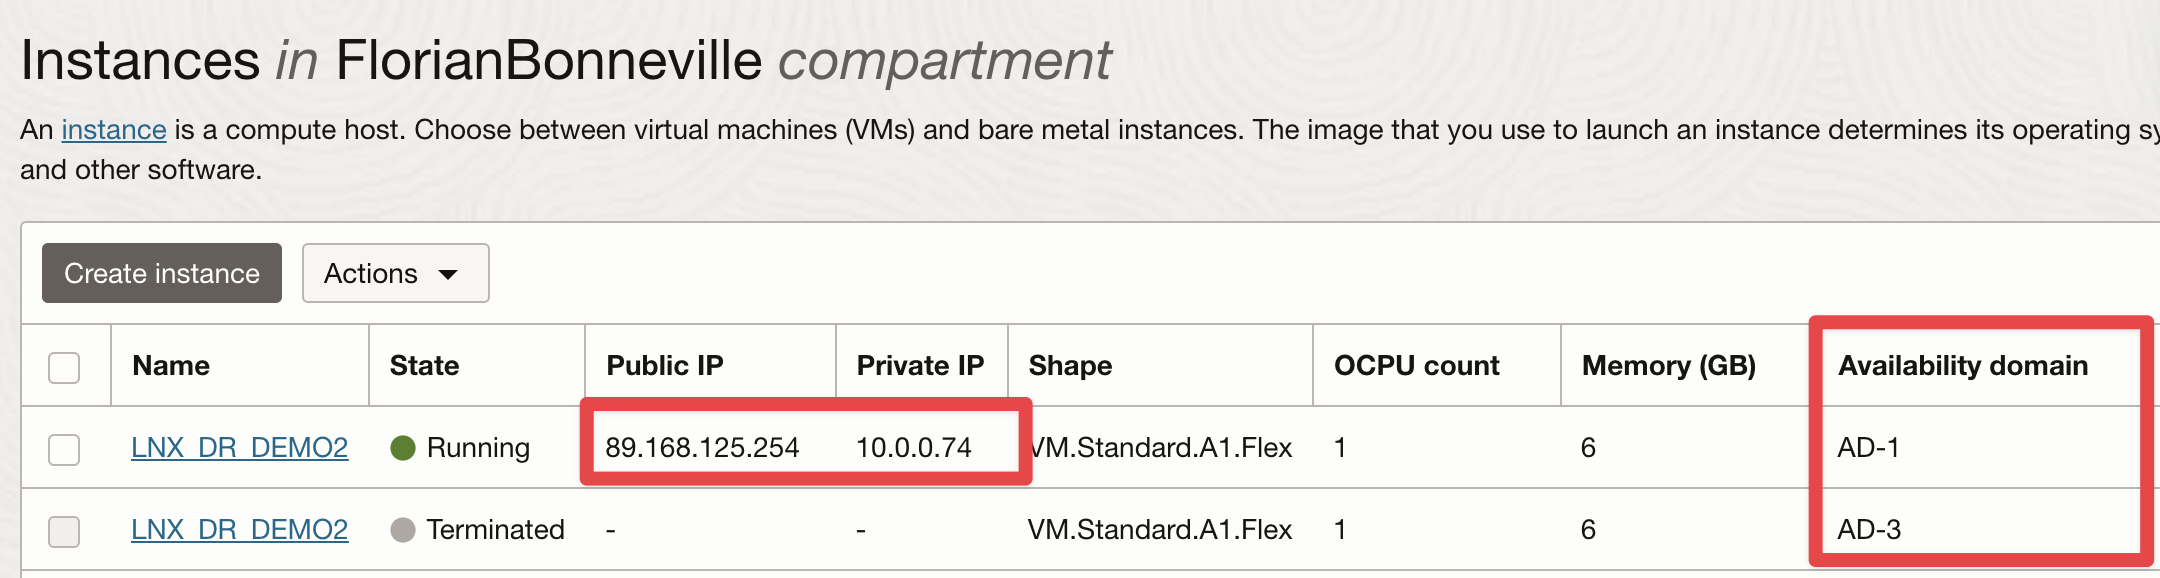 Instances in FlorianBonneville compartment
An instance is a compute host. Choose between virtual machines (VMs) and bare metal instances. The image that you use to launch an instance determines its operating
and other software.
Create instance Actions
Name State Public IP Private IP Shape OCPU count Memory (GB) Availability domain
LNX_DR_DEMO2 Running 89.168.125.254 10.0.0.74 VM.Standard.A1.Flex 1 6 AD-1
LNX_DR_DEMO2 Terminated - - VM.Standard.A1.Flex 1 6 AD-3